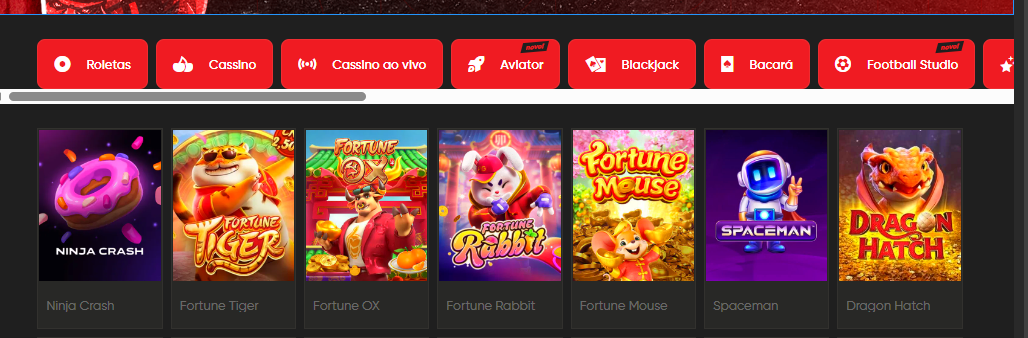 Roletas
Cassino
Cassino ao vivo
novo!
Aviator
Blackjack
Bacará
novo!
Football Studio
NINJA CRASH
FORTUNE
TIGER
2,50
FORTUNE
OX
FORTUNE
Rabbit
Fortune
Mouse
SPACEMAN
DRAGON
HATCH
Ninja Crash
Fortune Tiger
Fortune OX
Fortune Rabbit
Fortune Mouse
Spaceman
Dragon Hatch